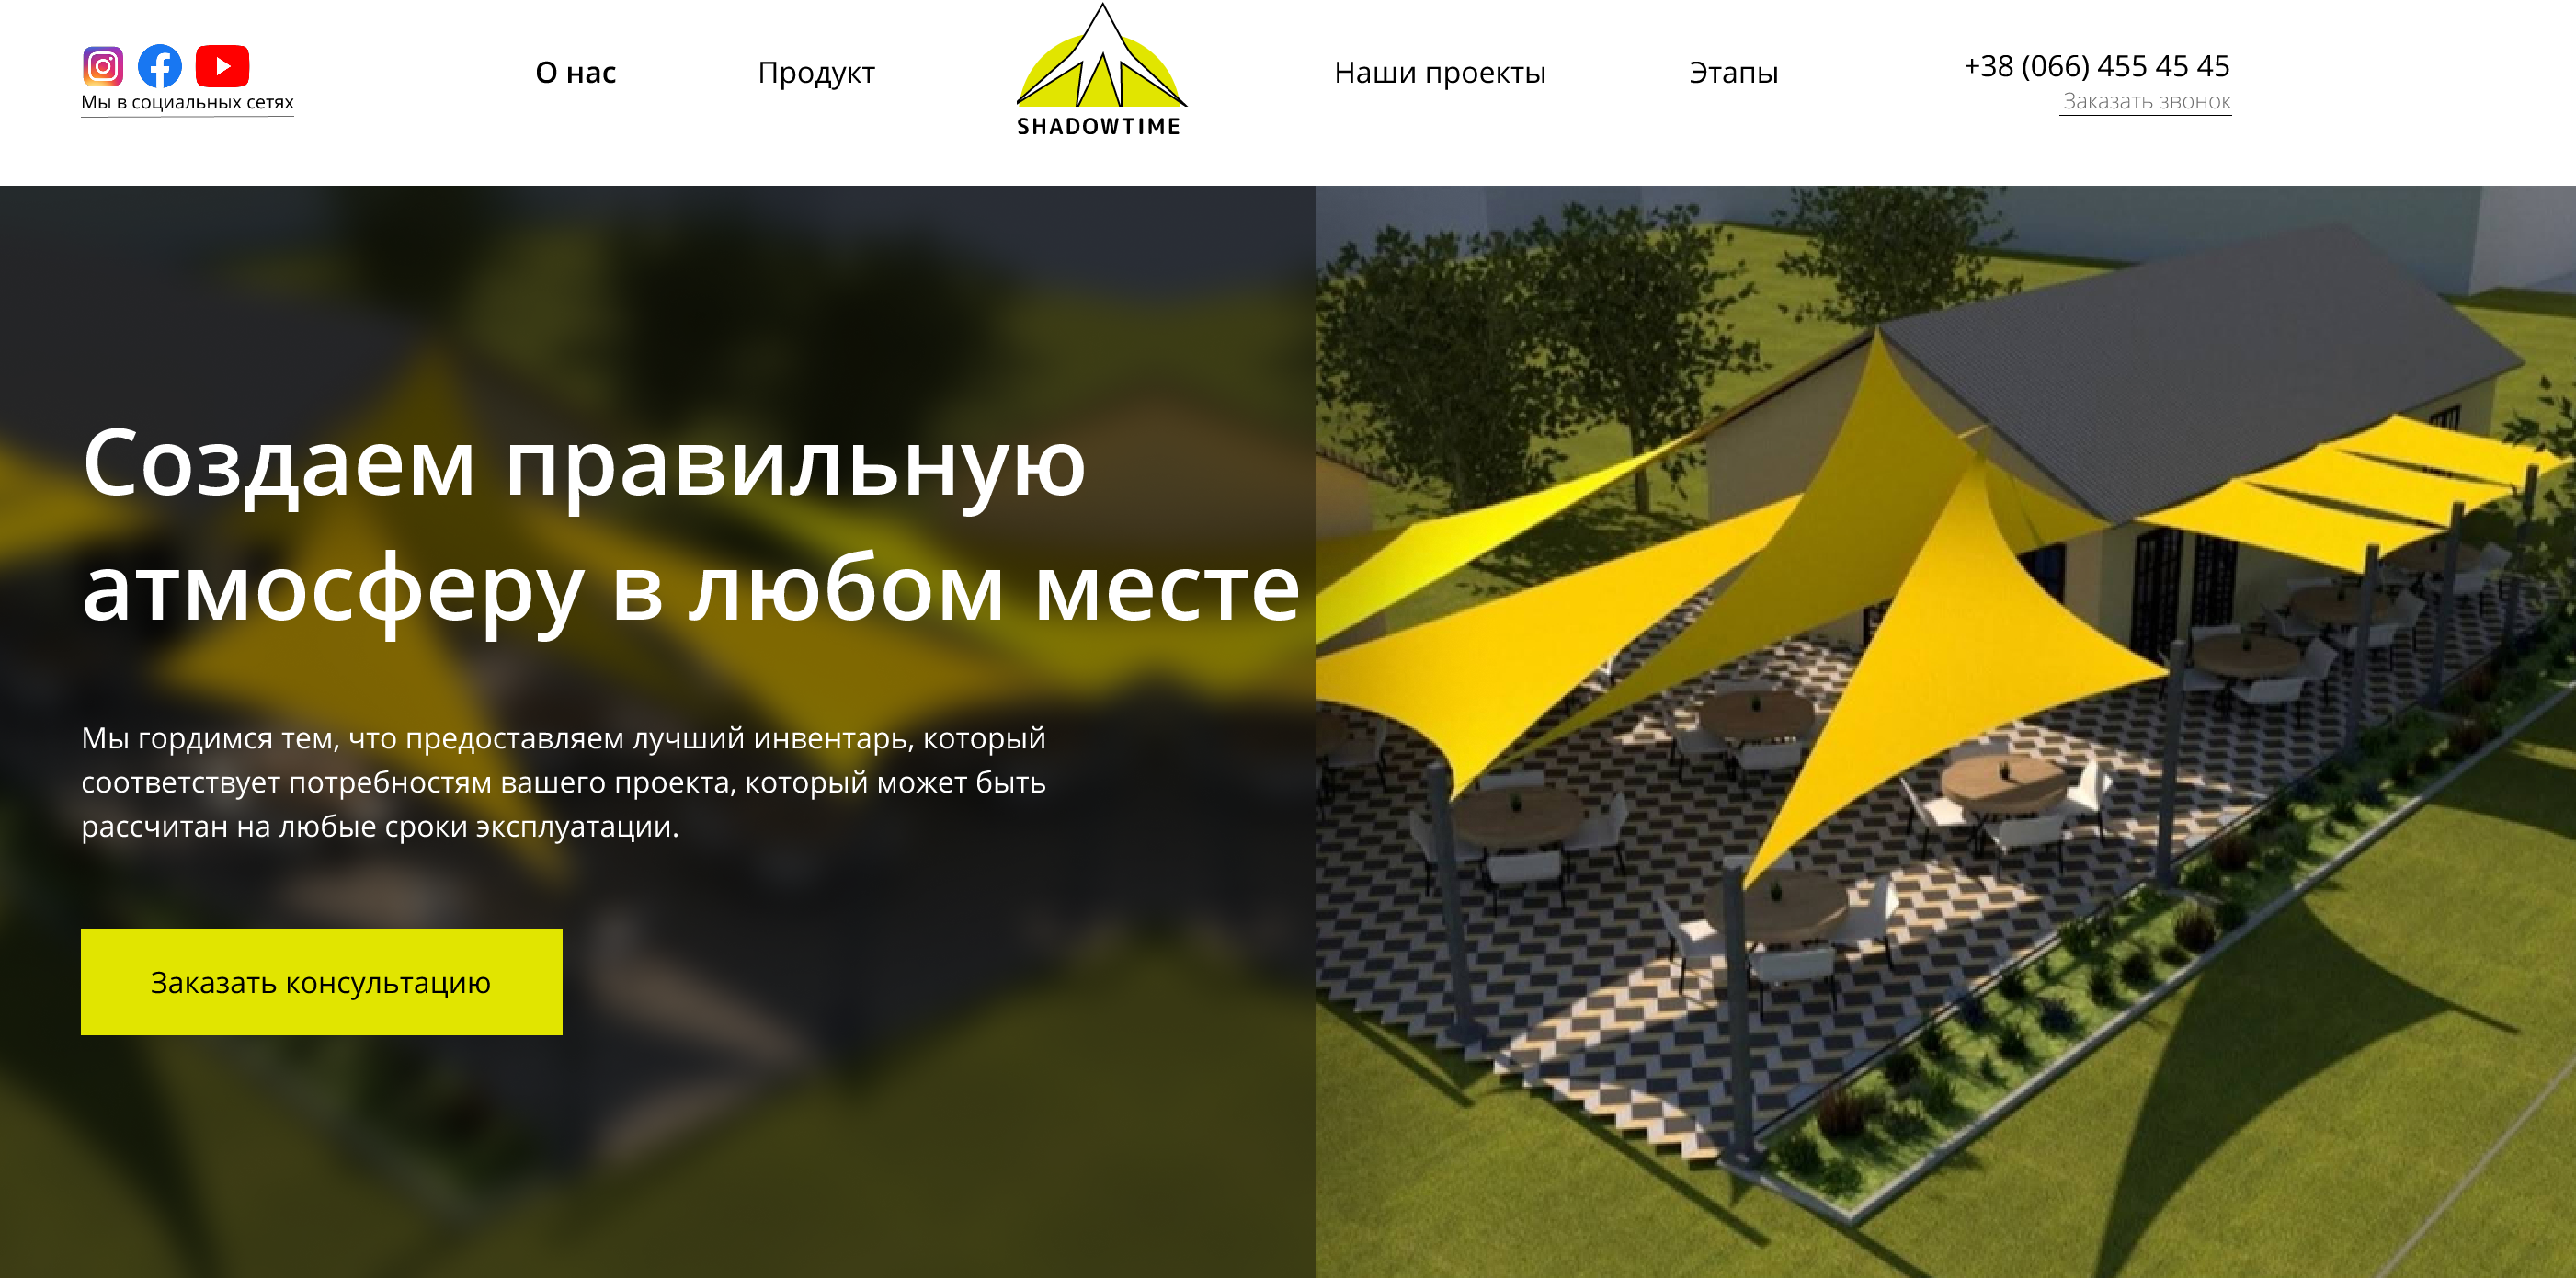 Мы в социальных сетях
О нас
Продукт
SHADOWTIME
Наши проекты
Этапы
+38 (066) 455 45 45
Заказать звонок
Создаем правильную
атмосферу в любом месте
Мы гордимся тем, что предоставляем лучший инвентарь, который
соответствует потребностям вашего проекта, который может быть
рассчитан на любые сроки эксплуатации.
Заказать консультацию